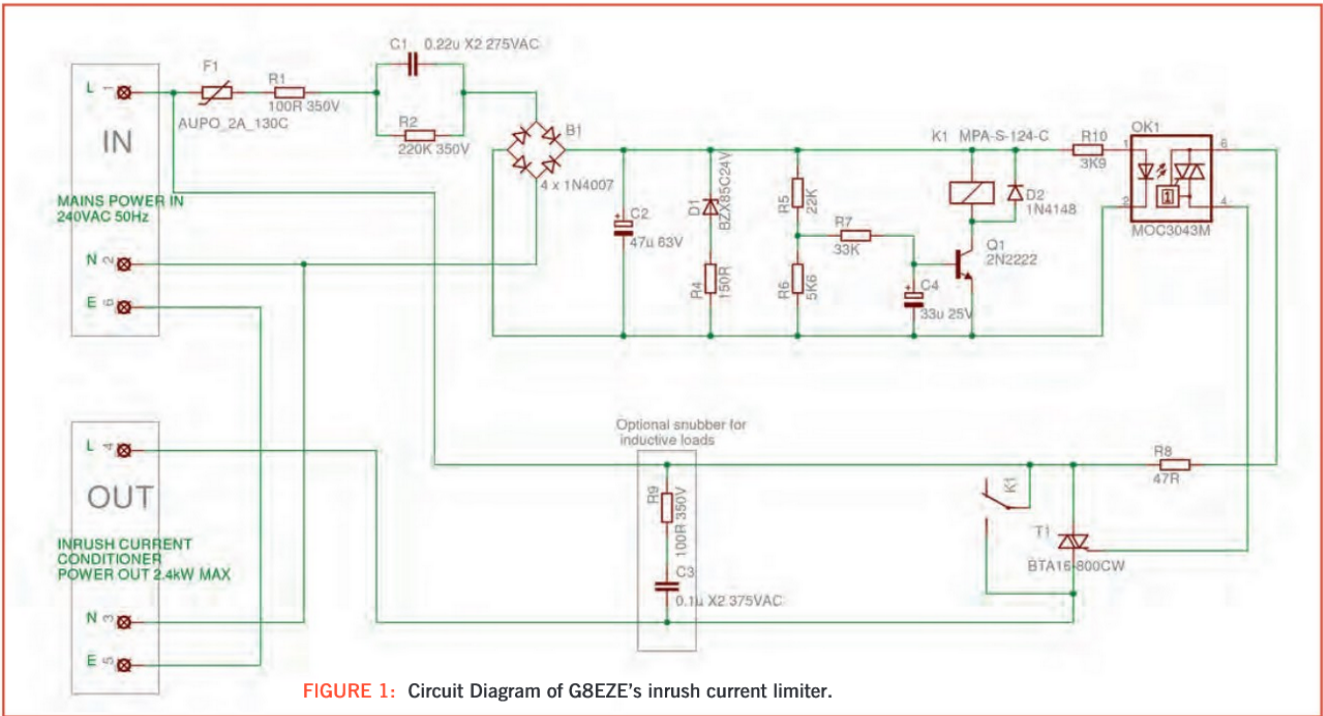 C1 0.22u X2 275VAC
L 1
F1
R1
100R 350V
AUPO_2A_130C
R2
220K 350V
IN
B1
4 x 1N4007
MAINS POWER IN
240VAC 50Hz
N 2
E 6
C2
47u 63V
D1
BZX85C24V
R4
150R
R5
22K
R6
5K6
R7
33K
C4
33u 25V
K1 MPA-S-124-C
D2
1N4148
Q1
2N2222
R10
3K9
OK1
1
6
2
4
1
MOC3043M
Optional snubber for
inductive loads
L 4
OUT
INRUSH CURRENT
CONDITIONER
POWER OUT 2.4kW MAX
N 3
E 5
R9
100R 350V
C3
0.1u X2 375VAC
K1
T1
BTA16-800CW
R8
47R
FIGURE 1: Circuit Diagram of G8EZE's inrush current limiter.